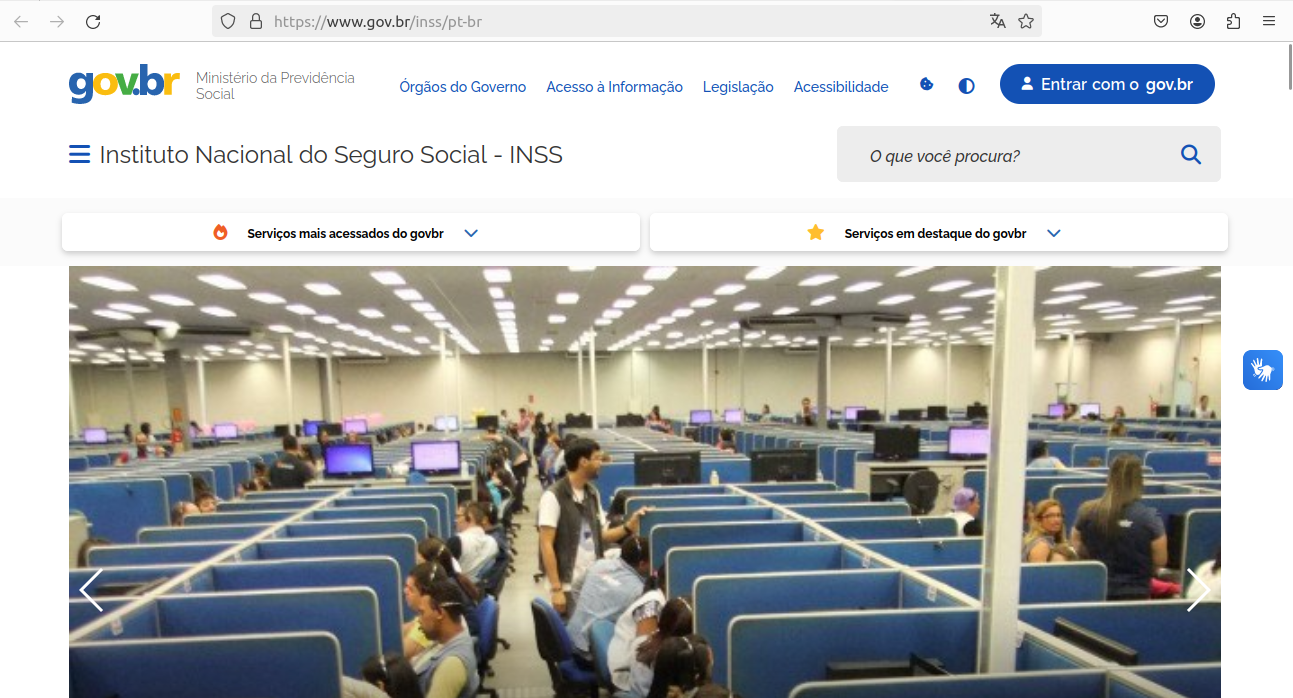 https://www.gov.br/inss/pt-br
gov.br
Ministério da Previdência
Social
Órgãos do Governo
Acesso à Informação
Legislação
Acessibilidade
Entrar com o gov.br
Instituto Nacional do Seguro Social - INSS
O que você procura?
Serviços mais acessados do govbr
Serviços em destaque do govbr